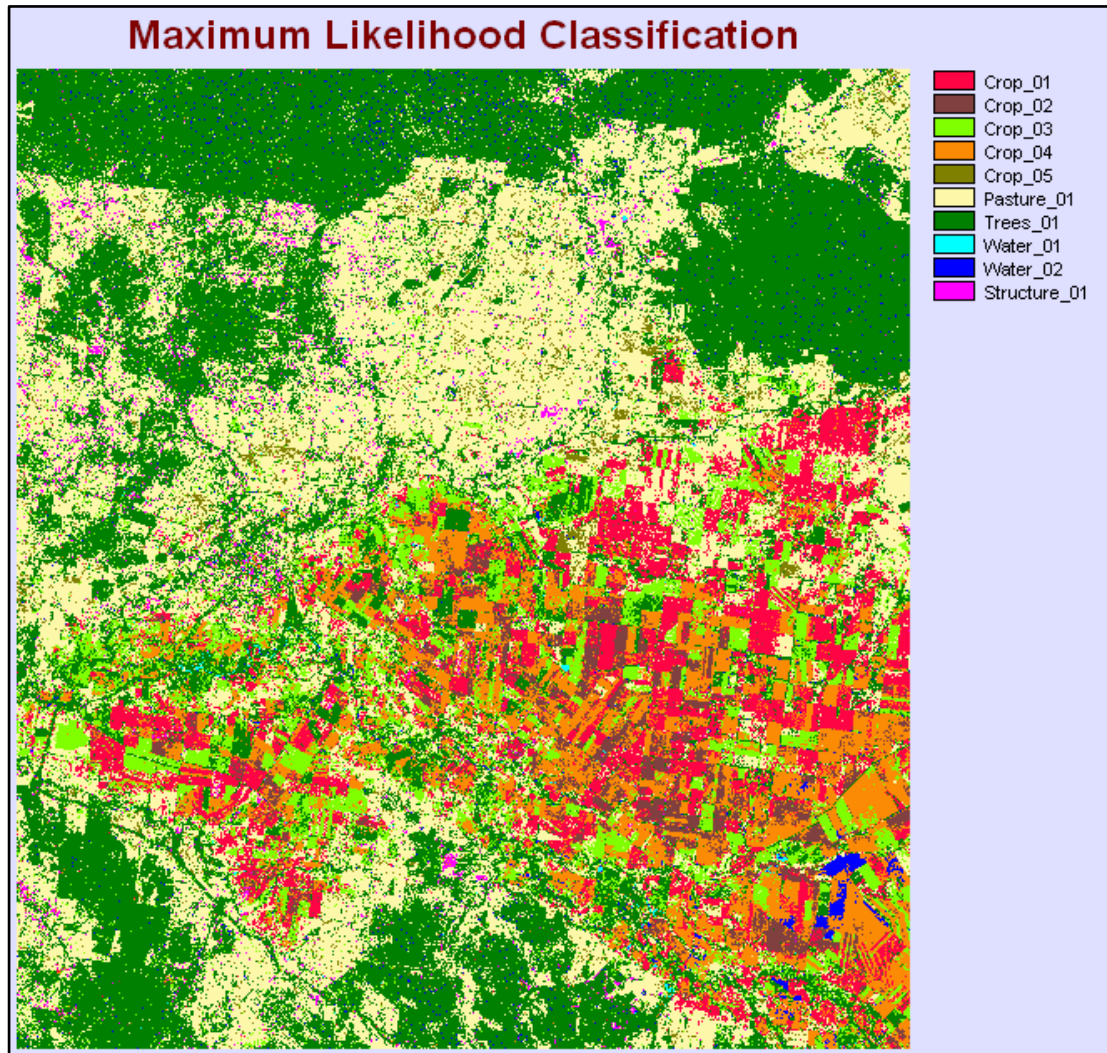 Maximum Likelihood Classification
Crop_01
Crop_02
Crop_03
Crop_04
Crop_05
Pasture_01
Trees_01
Water_01
Water_02
Structure_01